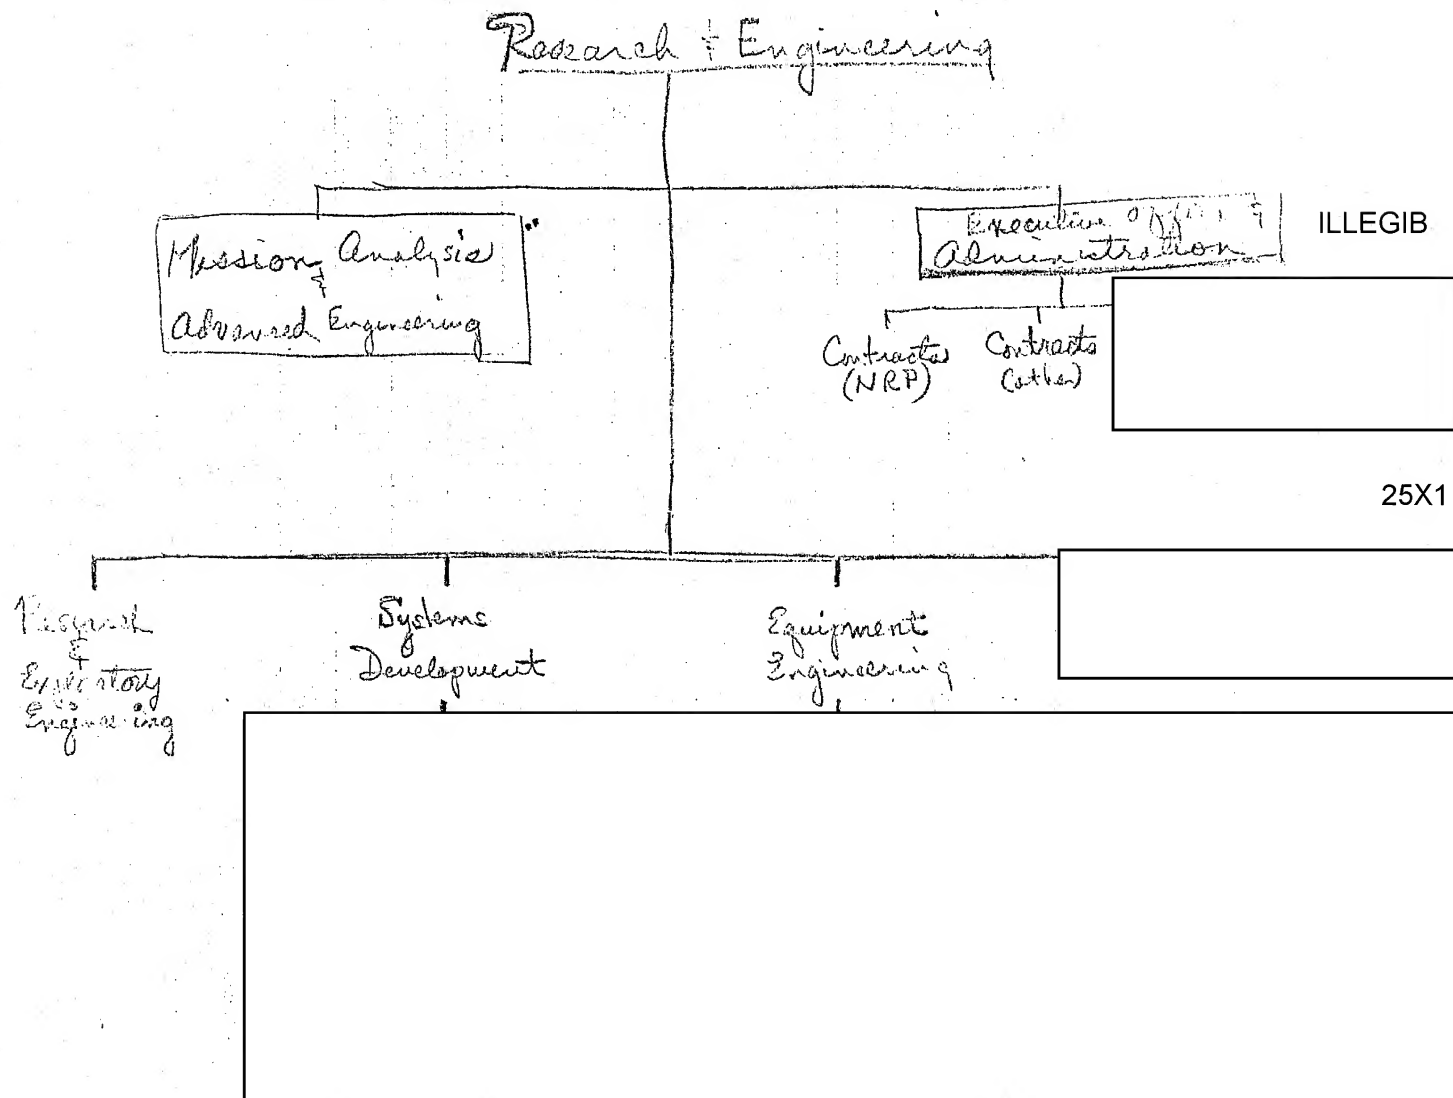 Research & Engineering
Mission Analysis
&
Advanced Engineering
Executive &
Administration
ILLEGIB
Contracts
(NRP)
Contracts
(other)
25X1
Research
&
Exploratory
Engineering
Systems
Development
Equipment
Engineering